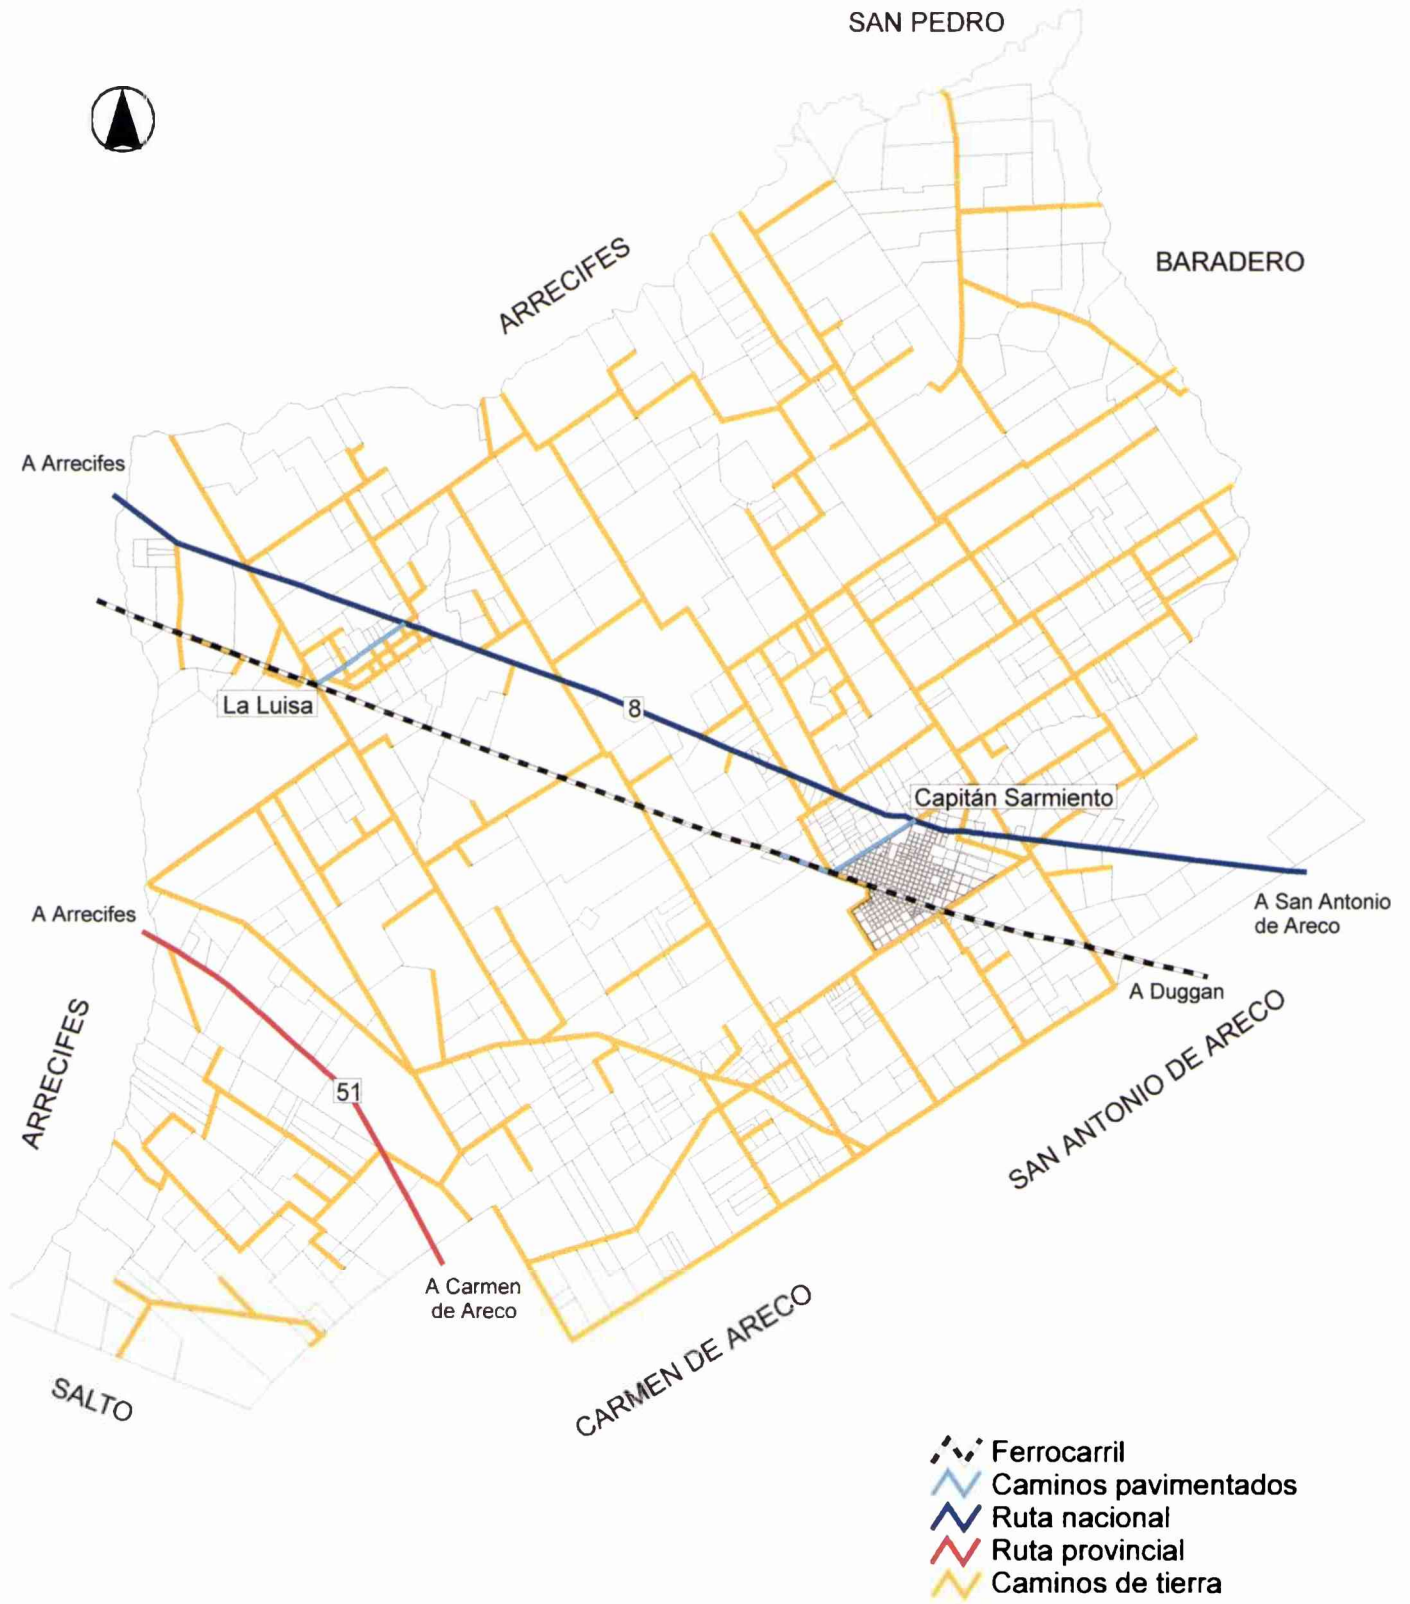 SAN PEDRO
ARRECIFES
BARADERO
A Arrecifes
La Luisa
8
Capitán Sarmiento
A San Antonio
de Areco
A Arrecifes
A Duggan
ARRECIFES
51
SAN ANTONIO DE ARECO
A Carmen
de Areco
CARMEN DE ARECO
SALTO
Ferrocarril
Caminos pavimentados
Ruta nacional
Ruta provincial
Caminos de tierra